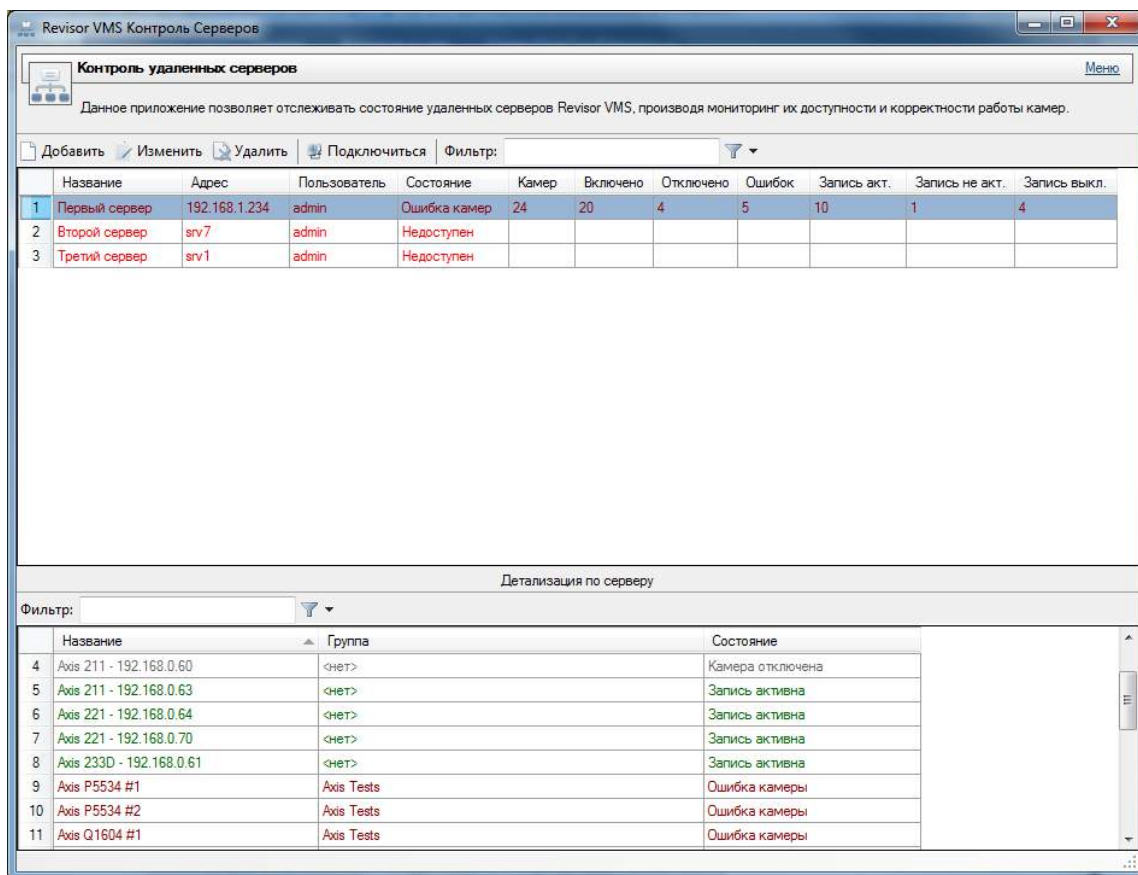 Revisor VMS Контроль Серверов
Контроль удаленных серверов Меню
Данное приложение позволяет отслеживать состояние удаленных серверов Revisor VMS, производя мониторинг их доступности и корректности работы камер.
Добавить Изменить Удалить Подключиться Фильтр:
Название Адрес Пользователь Состояние Камер Включено Отключено Ошибок Запись акт. Запись не акт. Запись выкл.
1 Первый сервер 192.168.1.234 admin Ошибка камер 24 20 4 5 10 1 4
2 Второй сервер srv7 admin Недоступен
3 Третий сервер srv1 admin Недоступен
Детализация по серверу
Фильтр:
Название Группа Состояние
4 Axis 211 - 192.168.0.60 <нет> Камера отключена
5 Axis 211 - 192.168.0.63 <нет> Запись активна
6 Axis 221 - 192.168.0.64 <нет> Запись активна
7 Axis 221 - 192.168.0.70 <нет> Запись активна
8 Axis 233D - 192.168.0.61 <нет> Запись активна
9 Axis P5534 #1 Axis Tests Ошибка камеры
10 Axis P5534 #2 Axis Tests Ошибка камеры
11 Axis Q1604 #1 Axis Tests Ошибка камеры